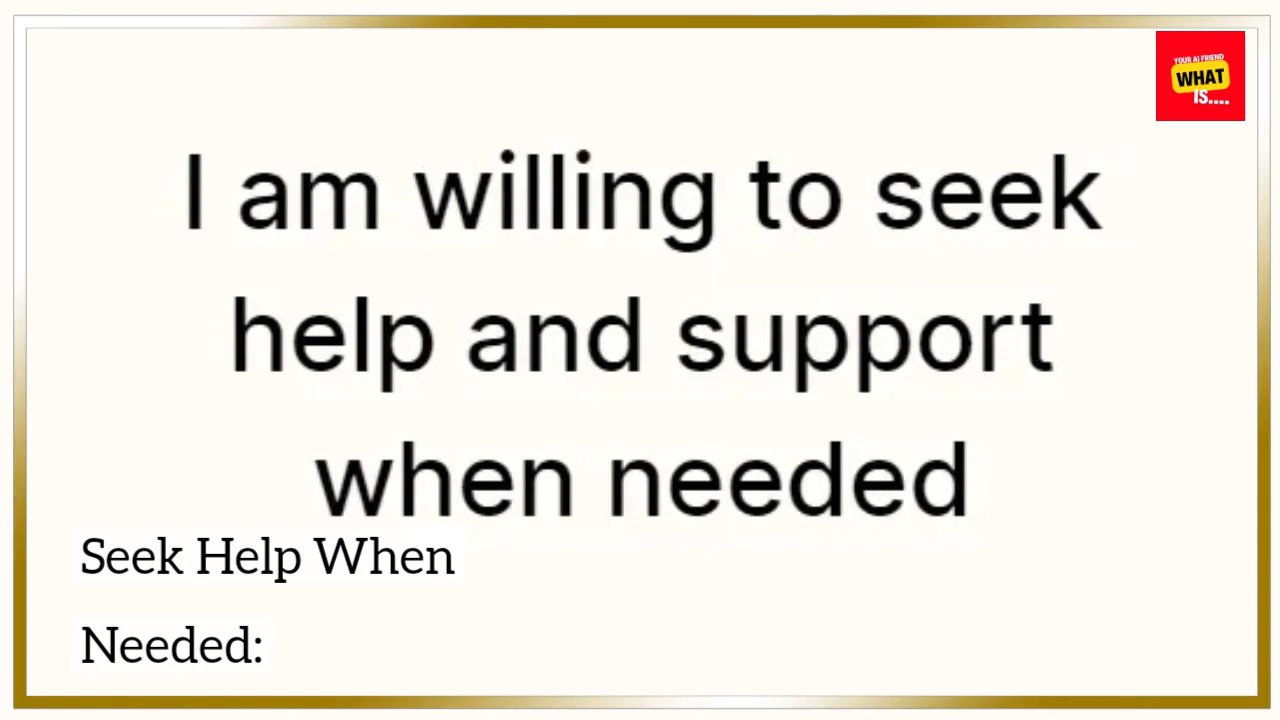 YOUR AI FRIEND
WHAT
IS....
I am willing to seek
help and support
when needed
Seek Help When
Needed: